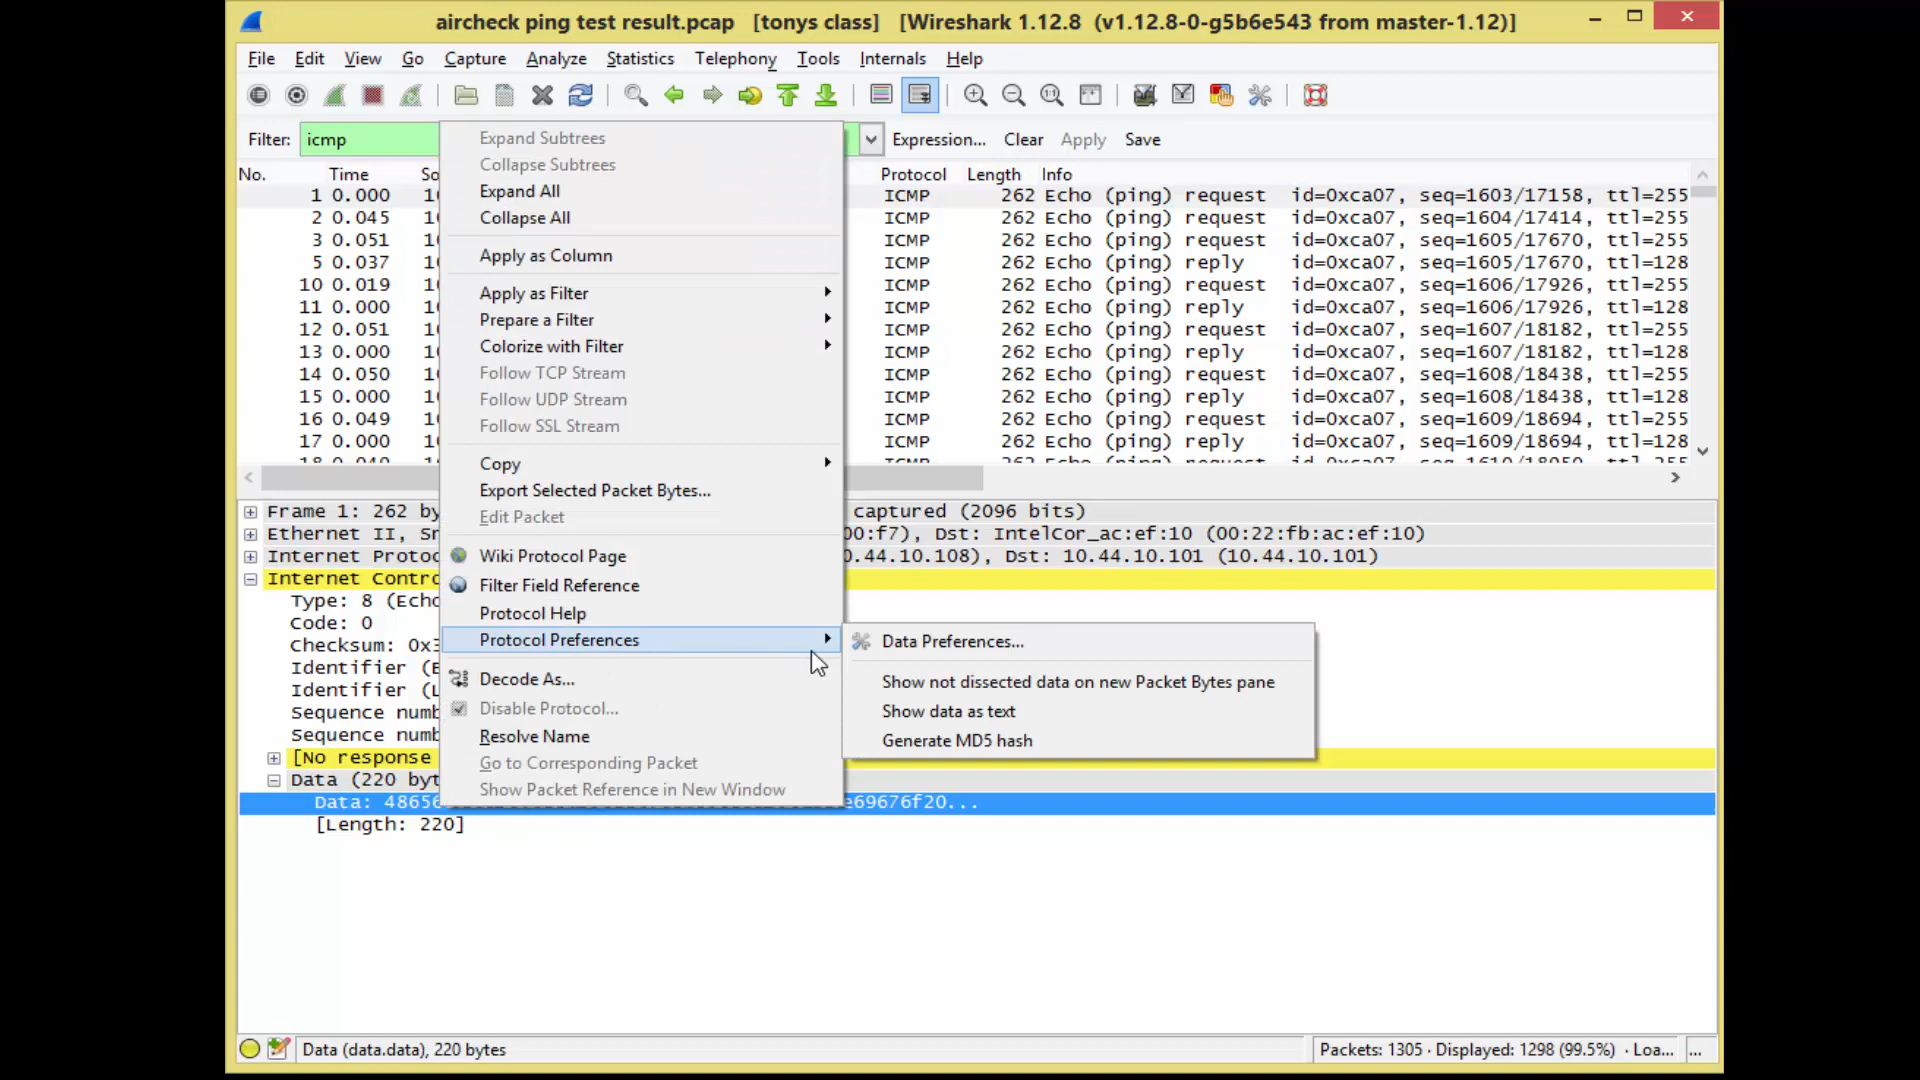 aircheck ping test result.pcap [tonys class] [Wireshark 1.12.8 (v1.12.8-0-g5b6e543 from master-1.12)]
File Edit View Go Capture Analyze Statistics Telephony Tools Internals Help
Filter: icmp Expression... Clear Apply Save
No. Time So Protocol Length Info
1 0.000 10 ICMP 262 Echo (ping) request id=0xca07, seq=1603/17158, ttl=255
2 0.045 10 ICMP 262 Echo (ping) request id=0xca07, seq=1604/17414, ttl=255
3 0.051 10 ICMP 262 Echo (ping) request id=0xca07, seq=1605/17670, ttl=255
5 0.037 10 ICMP 262 Echo (ping) reply id=0xca07, seq=1605/17670, ttl=128
10 0.019 10 ICMP 262 Echo (ping) request id=0xca07, seq=1606/17926, ttl=255
11 0.000 10 ICMP 262 Echo (ping) reply id=0xca07, seq=1606/17926, ttl=128
12 0.051 10 ICMP 262 Echo (ping) request id=0xca07, seq=1607/18182, ttl=255
13 0.000 10 ICMP 262 Echo (ping) reply id=0xca07, seq=1607/18182, ttl=128
14 0.050 10 ICMP 262 Echo (ping) request id=0xca07, seq=1608/18438, ttl=255
15 0.000 10 ICMP 262 Echo (ping) reply id=0xca07, seq=1608/18438, ttl=128
16 0.049 10 ICMP 262 Echo (ping) request id=0xca07, seq=1609/18694, ttl=255
17 0.000 10 ICMP 262 Echo (ping) reply id=0xca07, seq=1609/18694, ttl=128
Expand Subtrees
Collapse Subtrees
Expand All
Collapse All
Apply as Column
Apply as Filter
Prepare a Filter
Colorize with Filter
Follow TCP Stream
Follow UDP Stream
Follow SSL Stream
Copy
Export Selected Packet Bytes...
Edit Packet
Wiki Protocol Page
Filter Field Reference
Protocol Help
Protocol Preferences
Decode As...
Disable Protocol...
Resolve Name
Go to Corresponding Packet
Show Packet Reference in New Window
Data Preferences...
Show not dissected data on new Packet Bytes pane
Show data as text
Generate MD5 hash
Frame 1: 262 by captured (2096 bits)
Ethernet II, Sr 00:f7), Dst: IntelCor_ac:ef:10 (00:22:fb:ac:ef:10)
Internet Protoc 0.44.10.108), Dst: 10.44.10.101 (10.44.10.101)
Internet Contro
Type: 8 (Echo
Code: 0
Checksum: 0x3
Identifier (B
Identifier (L
Sequence numb
Sequence numb
[No response
Data (220 byt
Data: 48656 e69676f20...
[Length: 220]
Data (data.data), 220 bytes
Packets: 1305 · Displayed: 1298 (99.5%) · Loa... ...